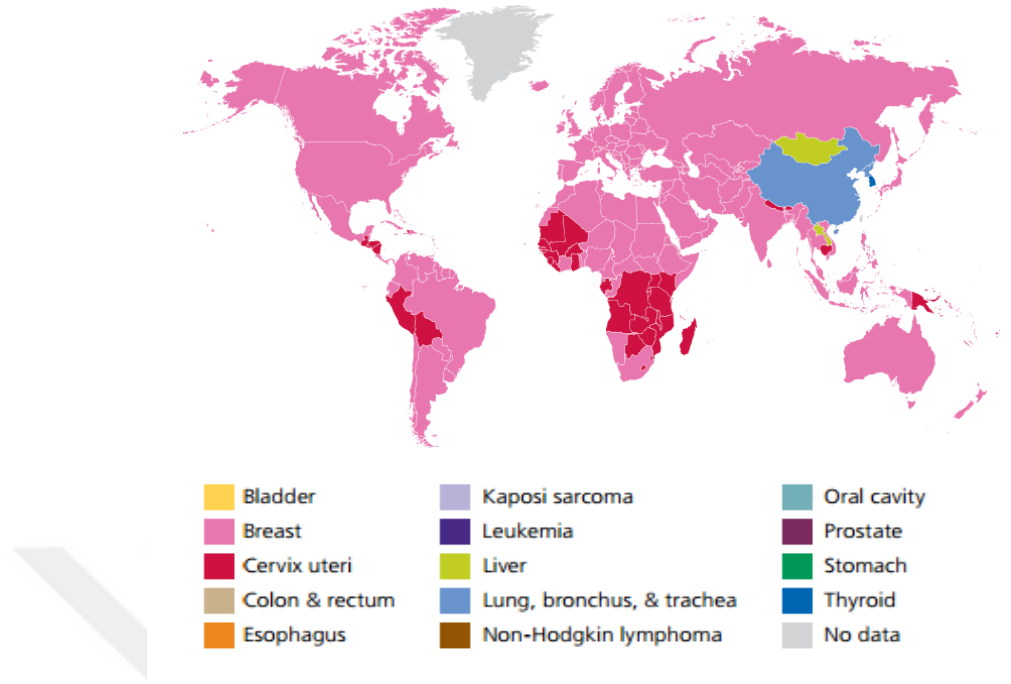 Bladder
Breast
Cervix uteri
Colon & rectum
Esophagus
Kaposi sarcoma
Leukemia
Liver
Lung, bronchus, & trachea
Non-Hodgkin lymphoma
Oral cavity
Prostate
Stomach
Thyroid
No data